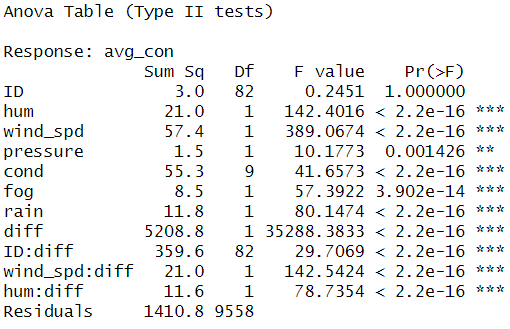 Anova Table (Type II tests)

Response: avg_con
               Sum Sq   Df    F value    Pr(>F)
ID                3.0   82     0.2451  1.000000
hum              21.0    1   142.4016 < 2.2e-16 ***
wind_spd         57.4    1   389.0674 < 2.2e-16 ***
pressure          1.5    1    10.1773  0.001426 **
cond             55.3    9    41.6573 < 2.2e-16 ***
fog               8.5    1    57.3922 3.902e-14 ***
rain             11.8    1    80.1474 < 2.2e-16 ***
diff           5208.8    1 35288.3833 < 2.2e-16 ***
ID:diff         359.6   82    29.7069 < 2.2e-16 ***
wind_spd:diff    21.0    1   142.5424 < 2.2e-16 ***
hum:diff         11.6    1    78.7354 < 2.2e-16 ***
Residuals      1410.8 9558